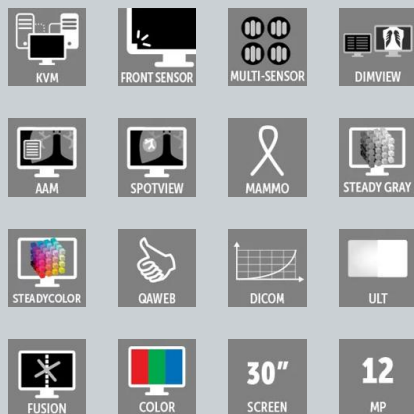 KVM
FRONT SENSOR
MULTI-SENSOR
DIMVIEW
AAM
SPOTVIEW
MAMMO
STEADY GRAY
STEADYCOLOR
QAWEB
DICOM
ULT
FUSION
COLOR
30"
SCREEN
12
MP